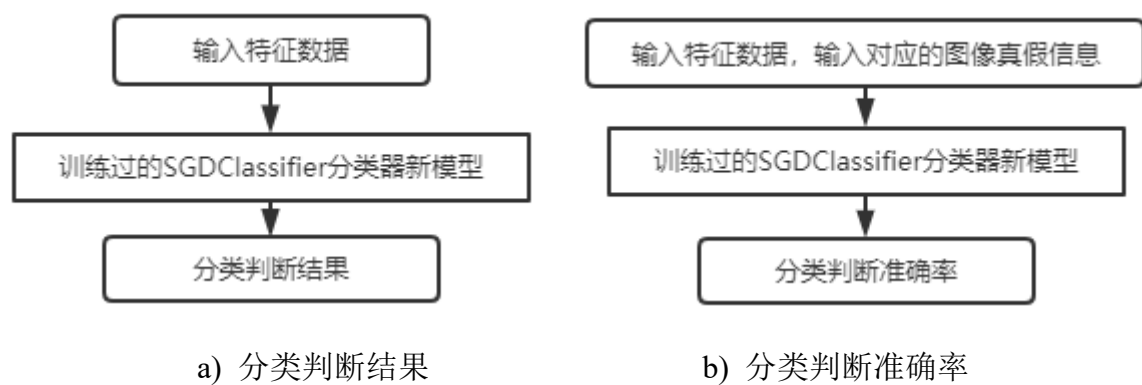 输入特征数据
训练过的SGDClassifier分类器新模型
分类判断结果
a) 分类判断结果
输入特征数据，输入对应的图像真假信息
训练过的SGDClassifier分类器新模型
分类判断准确率
b) 分类判断准确率